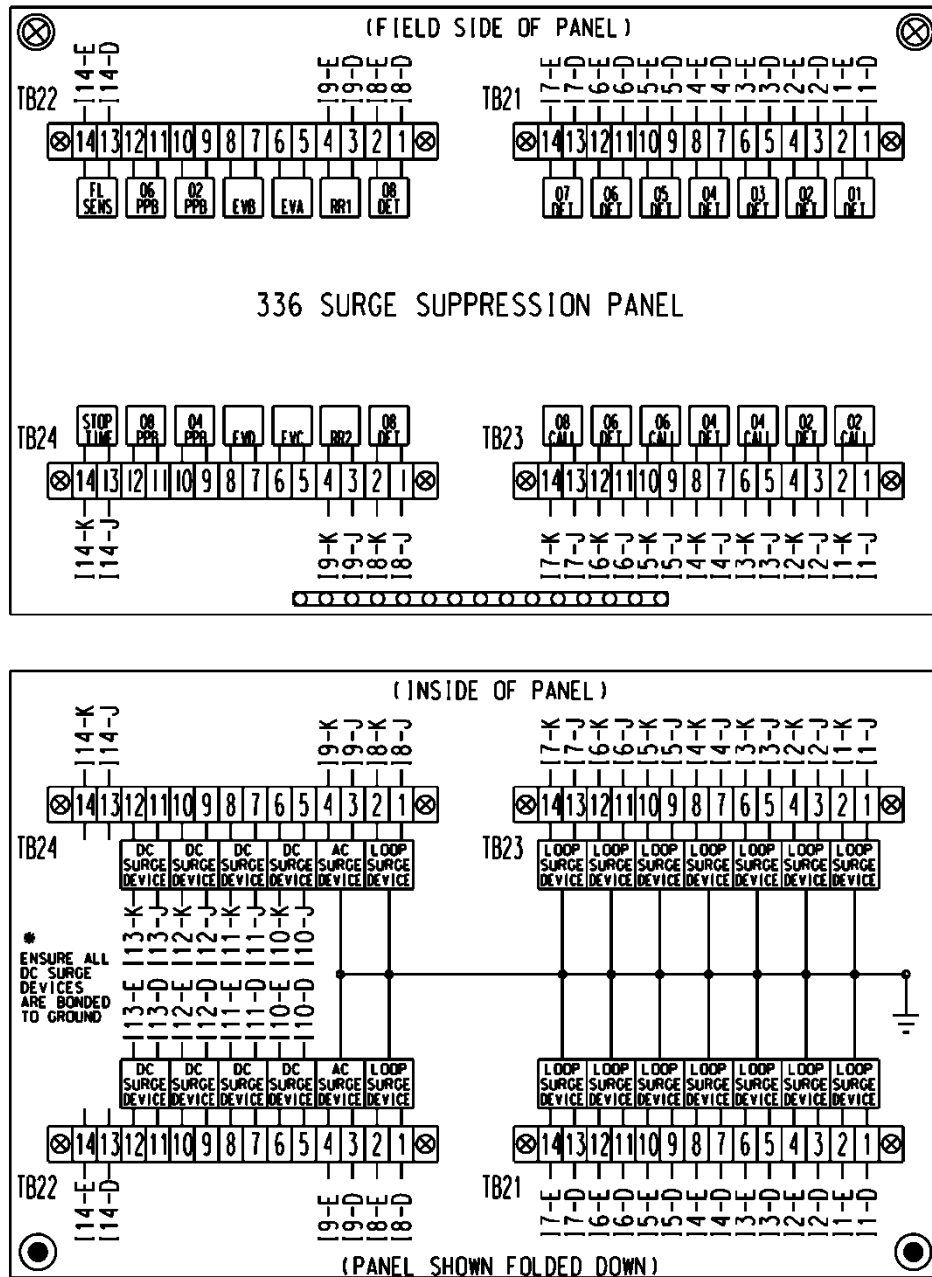 (FIELD SIDE OF PANEL)
I14-E I14-D I9-E I9-D I8-E I8-D
TB22
14 13 12 11 10 9 8 7 6 5 4 3 2 1
FL SENS
06 PPB
02 PPB
EVB
EVA
RR1
08 DET
I7-E I7-D I6-E I6-D I5-E I5-D I4-E I4-D I3-E I3-D I2-E I2-D I1-E I1-D
TB21
14 13 12 11 10 9 8 7 6 5 4 3 2 1
07 DET
06 DET
05 DET
04 DET
03 DET
02 DET
01 DET
336 SURGE SUPPRESSION PANEL
STOP TIME
08 PPB
04 PPB
EVD
EVC
RR2
08 DET
TB24
14 13 12 11 10 9 8 7 6 5 4 3 2 1
I14-K I14-J I9-K I9-J I8-K I8-J
08 CALL
06 DET
06 CALL
04 DET
04 CALL
02 DET
02 CALL
TB23
14 13 12 11 10 9 8 7 6 5 4 3 2 1
I7-K I7-J I6-K I6-J I5-K I5-J I4-K I4-J I3-K I3-J I2-K I2-J I1-K I1-J
(INSIDE OF PANEL)
I14-K I14-J I9-K I9-J I8-K I8-J
14 13 12 11 10 9 8 7 6 5 4 3 2 1
TB24
DC SURGE DEVICE
DC SURGE DEVICE
DC SURGE DEVICE
DC SURGE DEVICE
AC SURGE DEVICE
LOOP SURGE DEVICE
I13-K I13-J I12-K I12-J I11-K I11-J I10-K I10-J
I7-K I7-J I6-K I6-J I5-K I5-J I4-K I4-J I3-K I3-J I2-K I2-J I1-K I1-J
14 13 12 11 10 9 8 7 6 5 4 3 2 1
TB23
LOOP SURGE DEVICE
LOOP SURGE DEVICE
LOOP SURGE DEVICE
LOOP SURGE DEVICE
LOOP SURGE DEVICE
LOOP SURGE DEVICE
LOOP SURGE DEVICE
*
ENSURE ALL
DC SURGE
DEVICES
ARE BONDED
TO GROUND
I13-E I13-D I12-E I12-D I11-E I11-D I10-E I10-D
DC SURGE DEVICE
DC SURGE DEVICE
DC SURGE DEVICE
DC SURGE DEVICE
AC SURGE DEVICE
LOOP SURGE DEVICE
14 13 12 11 10 9 8 7 6 5 4 3 2 1
TB22
I14-E I14-D I9-E I9-D I8-E I8-D
LOOP SURGE DEVICE
LOOP SURGE DEVICE
LOOP SURGE DEVICE
LOOP SURGE DEVICE
LOOP SURGE DEVICE
LOOP SURGE DEVICE
LOOP SURGE DEVICE
14 13 12 11 10 9 8 7 6 5 4 3 2 1
TB21
I7-E I7-D I6-E I6-D I5-E I5-D I4-E I4-D I3-E I3-D I2-E I2-D I1-E I1-D
(PANEL SHOWN FOLDED DOWN)